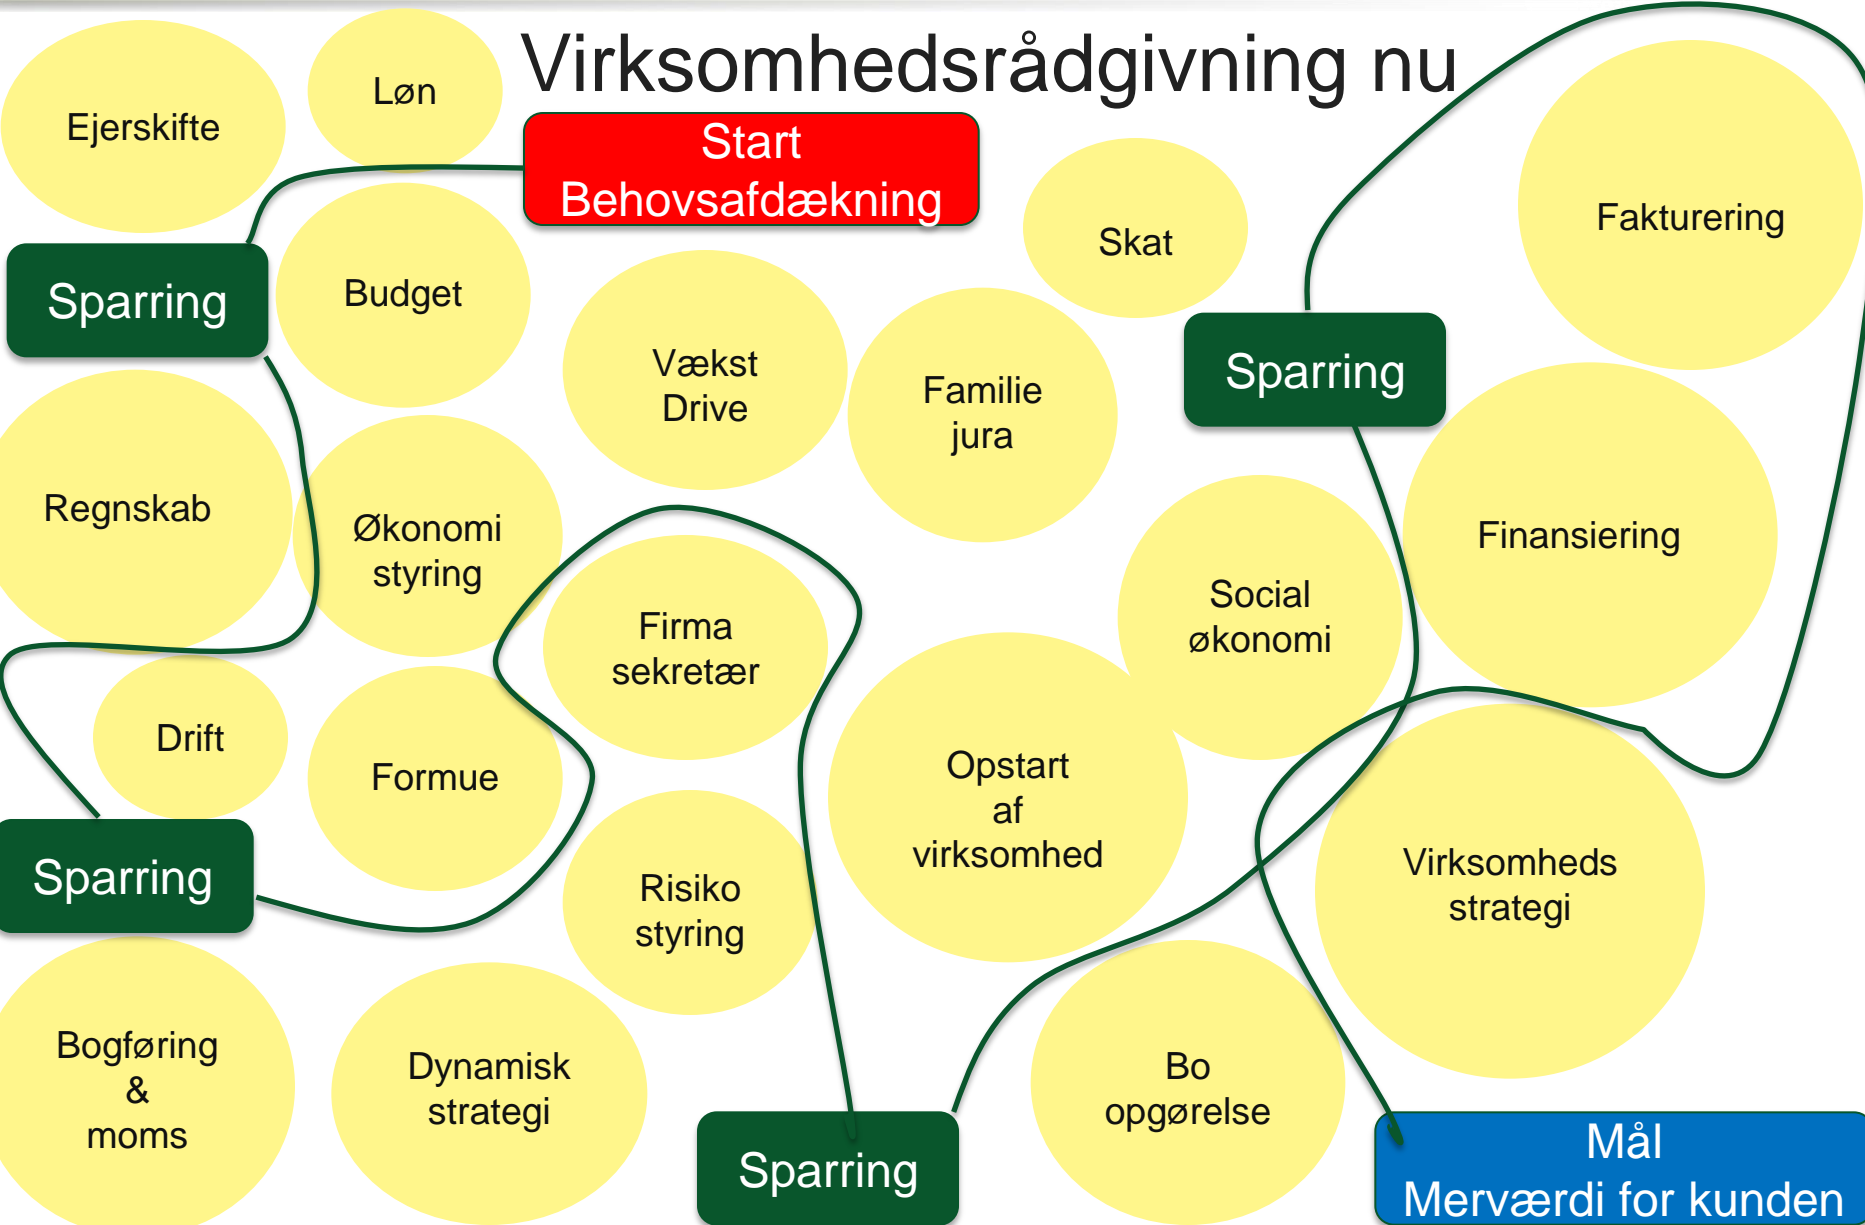 Virksomhedsrådgivning nu
Løn
Ejerskifte
Start
Behovsafdækning
Skat
Fakturering
Sparring
Budget
Vækst
Drive
Familie
jura
Sparring
Regnskab
Økonomi
styring
Finansiering
Firma
sekretær
Social
økonomi
Drift
Formue
Opstart
af
virksomhed
Sparring
Risiko
styring
Virksomheds
strategi
Bogføring
&
moms
Dynamisk
strategi
Bo
opgørelse
Sparring
Mål
Merværdi for kunden